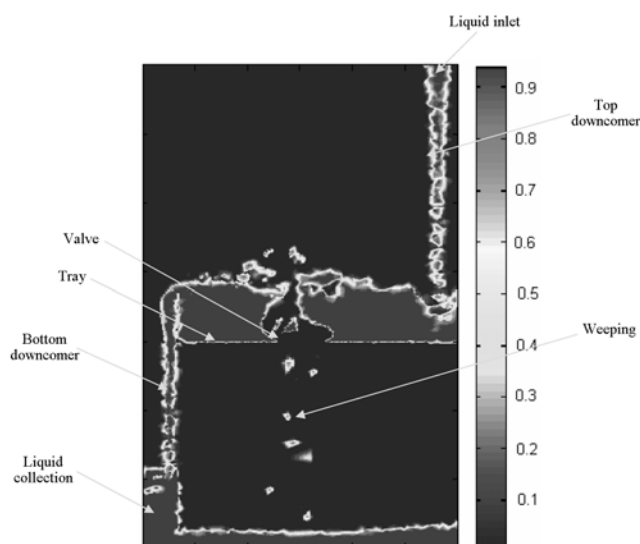 Liquid inlet
0.9
Top
downcomer
0.8
0.7
Valve
0.6
Tray
0.5
Bottom
downcomer
Weeping
0.4
0.3
Liquid
collection
0.2
0.1